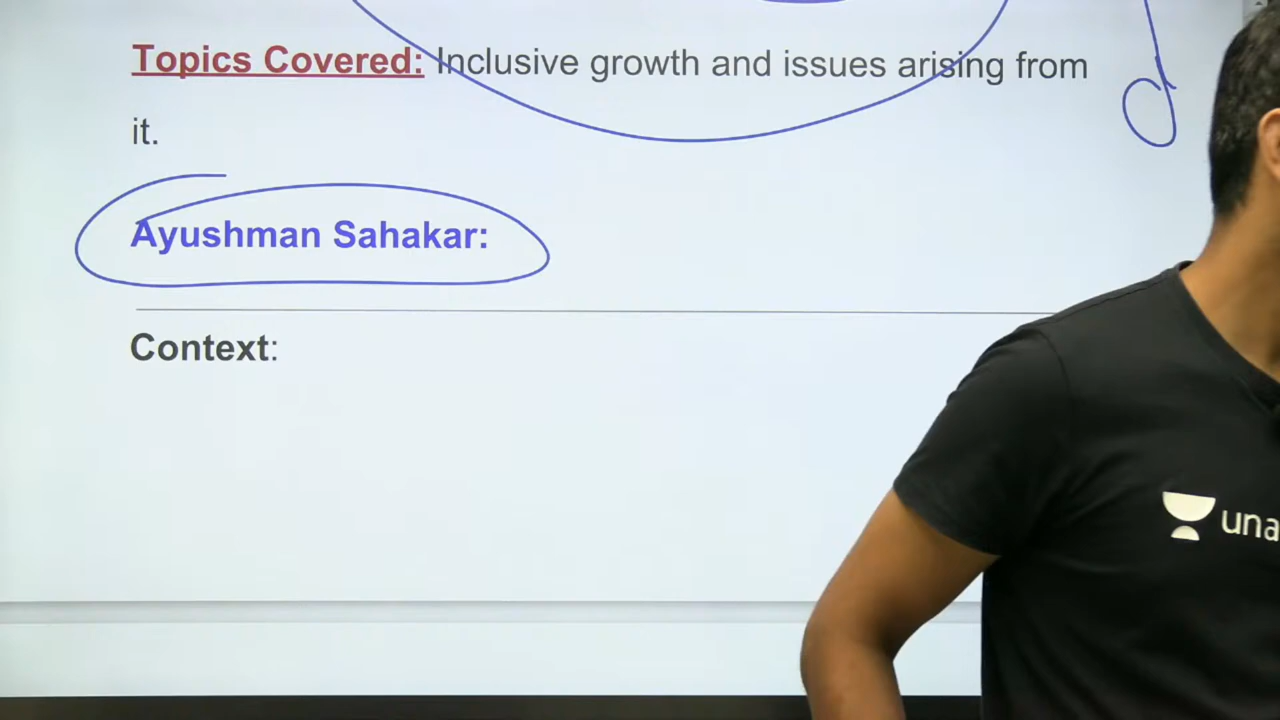 Topics Covered: Inclusive growth and issues arising from
it.
Ayushman Sahakar:
Context:
una